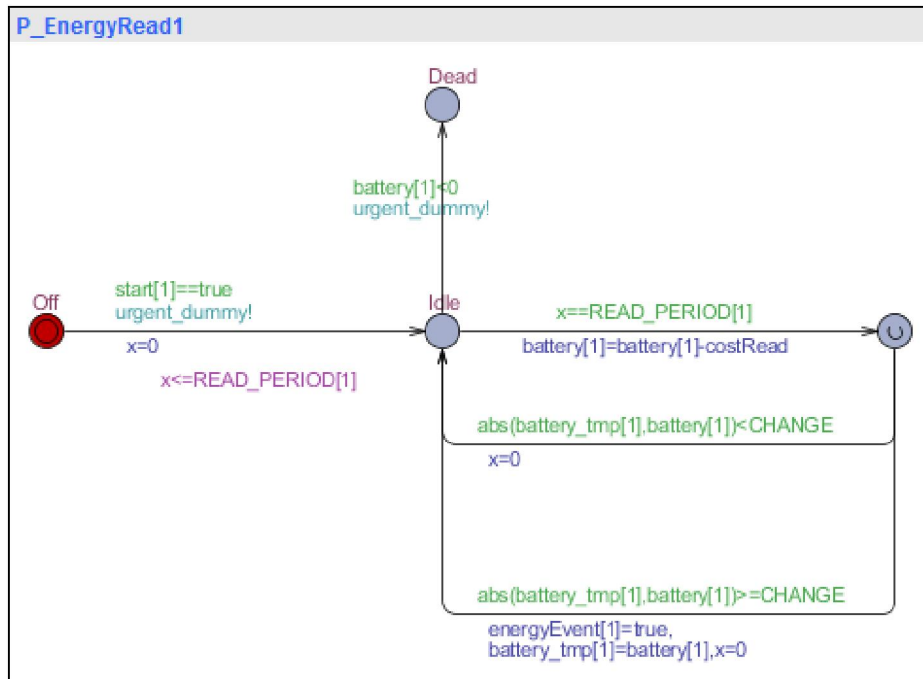 P_EnergyRead1
Dead
battery[1]<0
urgent_dummy!
Off
start[1]==true
urgent_dummy!
x=0
x<=READ_PERIOD[1]
Idle
x==READ_PERIOD[1]
battery[1]=battery[1]-costRead
abs(battery_tmp[1],battery[1])<CHANGE
x=0
abs(battery_tmp[1],battery[1])>=CHANGE
energyEvent[1]=true,
battery_tmp[1]=battery[1],x=0